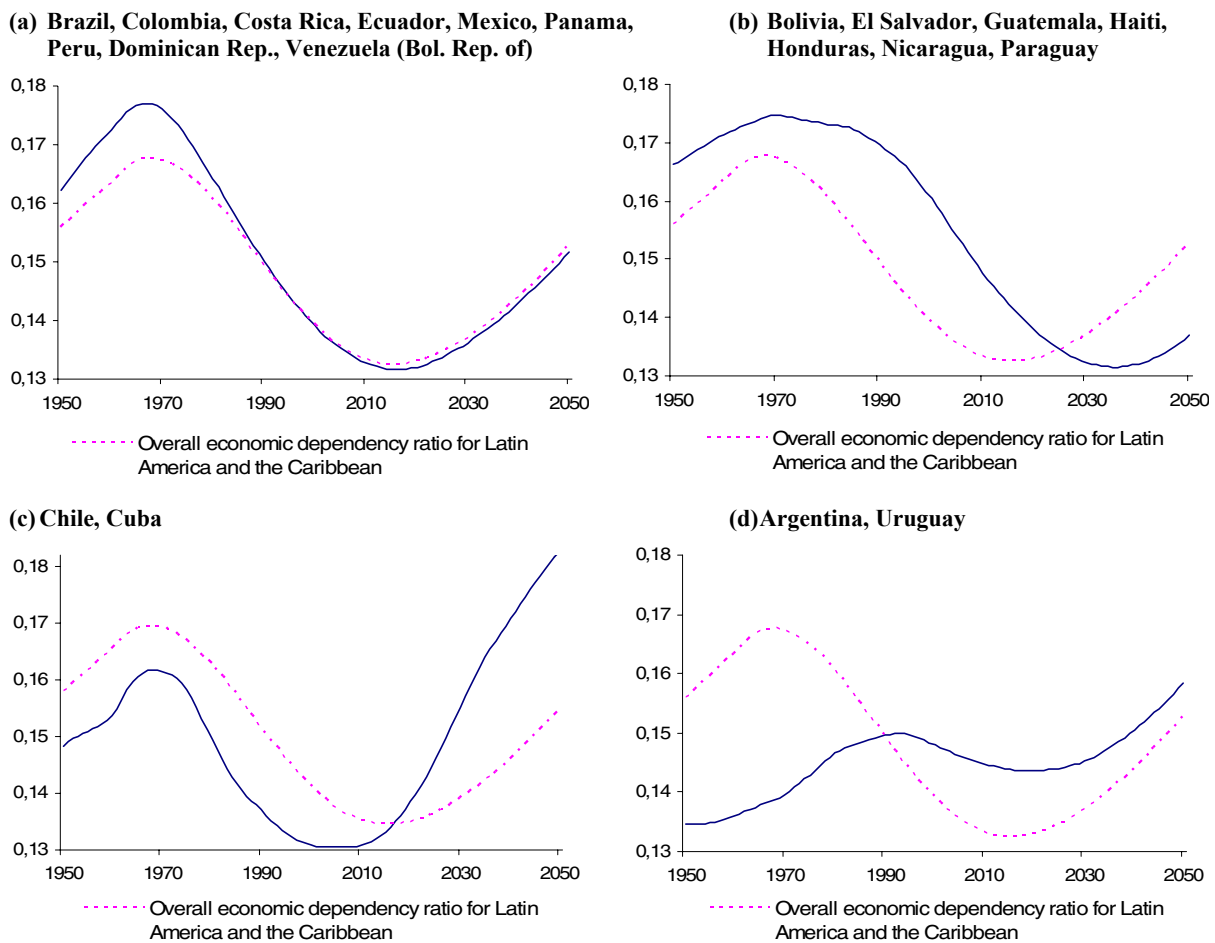 (a) Brazil, Colombia, Costa Rica, Ecuador, Mexico, Panama,
Peru, Dominican Rep., Venezuela (Bol. Rep. of)
0,18
0,17
0,16
0,15
0,14
0,13
1950 1970 1990 2010 2030 2050
Overall economic dependency ratio for Latin
America and the Caribbean
(b) Bolivia, El Salvador, Guatemala, Haiti,
Honduras, Nicaragua, Paraguay
0,18
0,17
0,16
0,15
0,14
0,13
1950 1970 1990 2010 2030 2050
Overall economic dependency ratio for Latin
America and the Caribbean
(c) Chile, Cuba
0,18
0,17
0,16
0,15
0,14
0,13
1950 1970 1990 2010 2030 2050
Overall economic dependency ratio for Latin
America and the Caribbean
(d) Argentina, Uruguay
0,18
0,17
0,16
0,15
0,14
0,13
1950 1970 1990 2010 2030 2050
Overall economic dependency ratio for Latin
America and the Caribbean